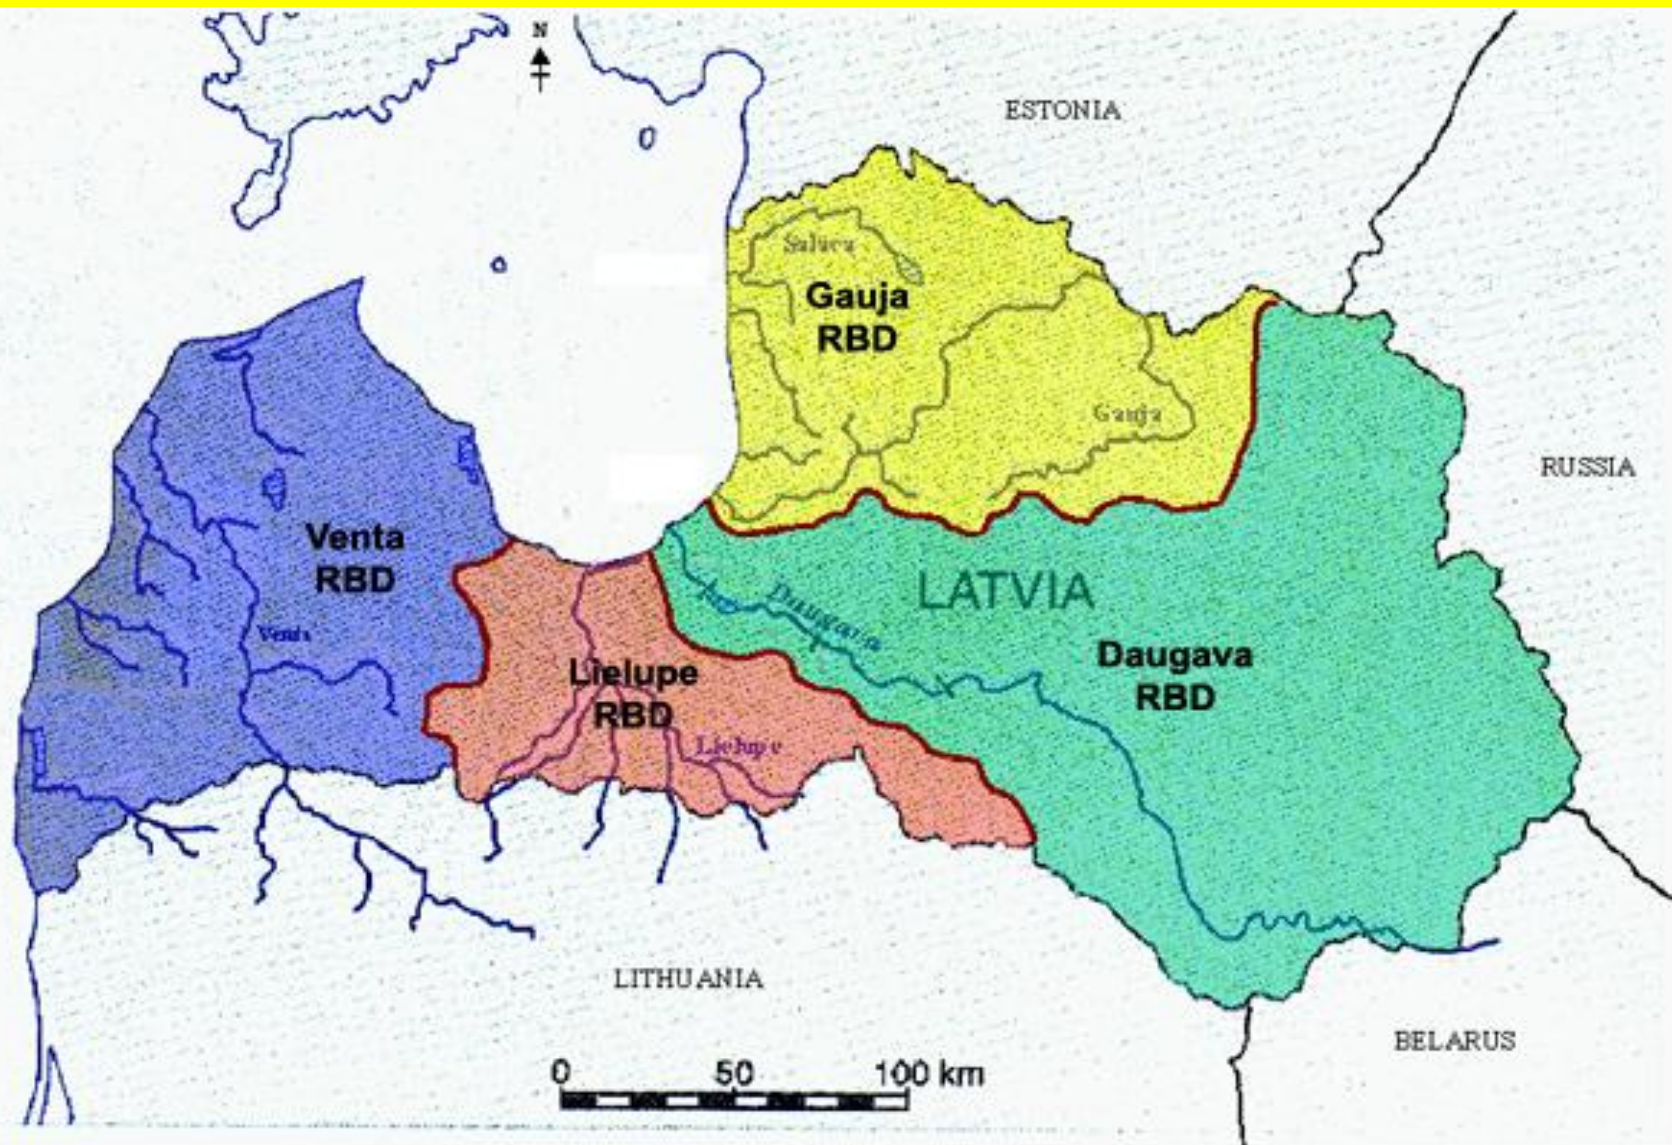 N
ESTONIA
Salaca
Gauja
RBD
Gauja
RUSSIA
Venta
RBD
LATVIA
Daugava
Venta
Daugava
RBD
Lielupe
RBD
Lielupe
LITHUANIA
BELARUS
0 50 100 km